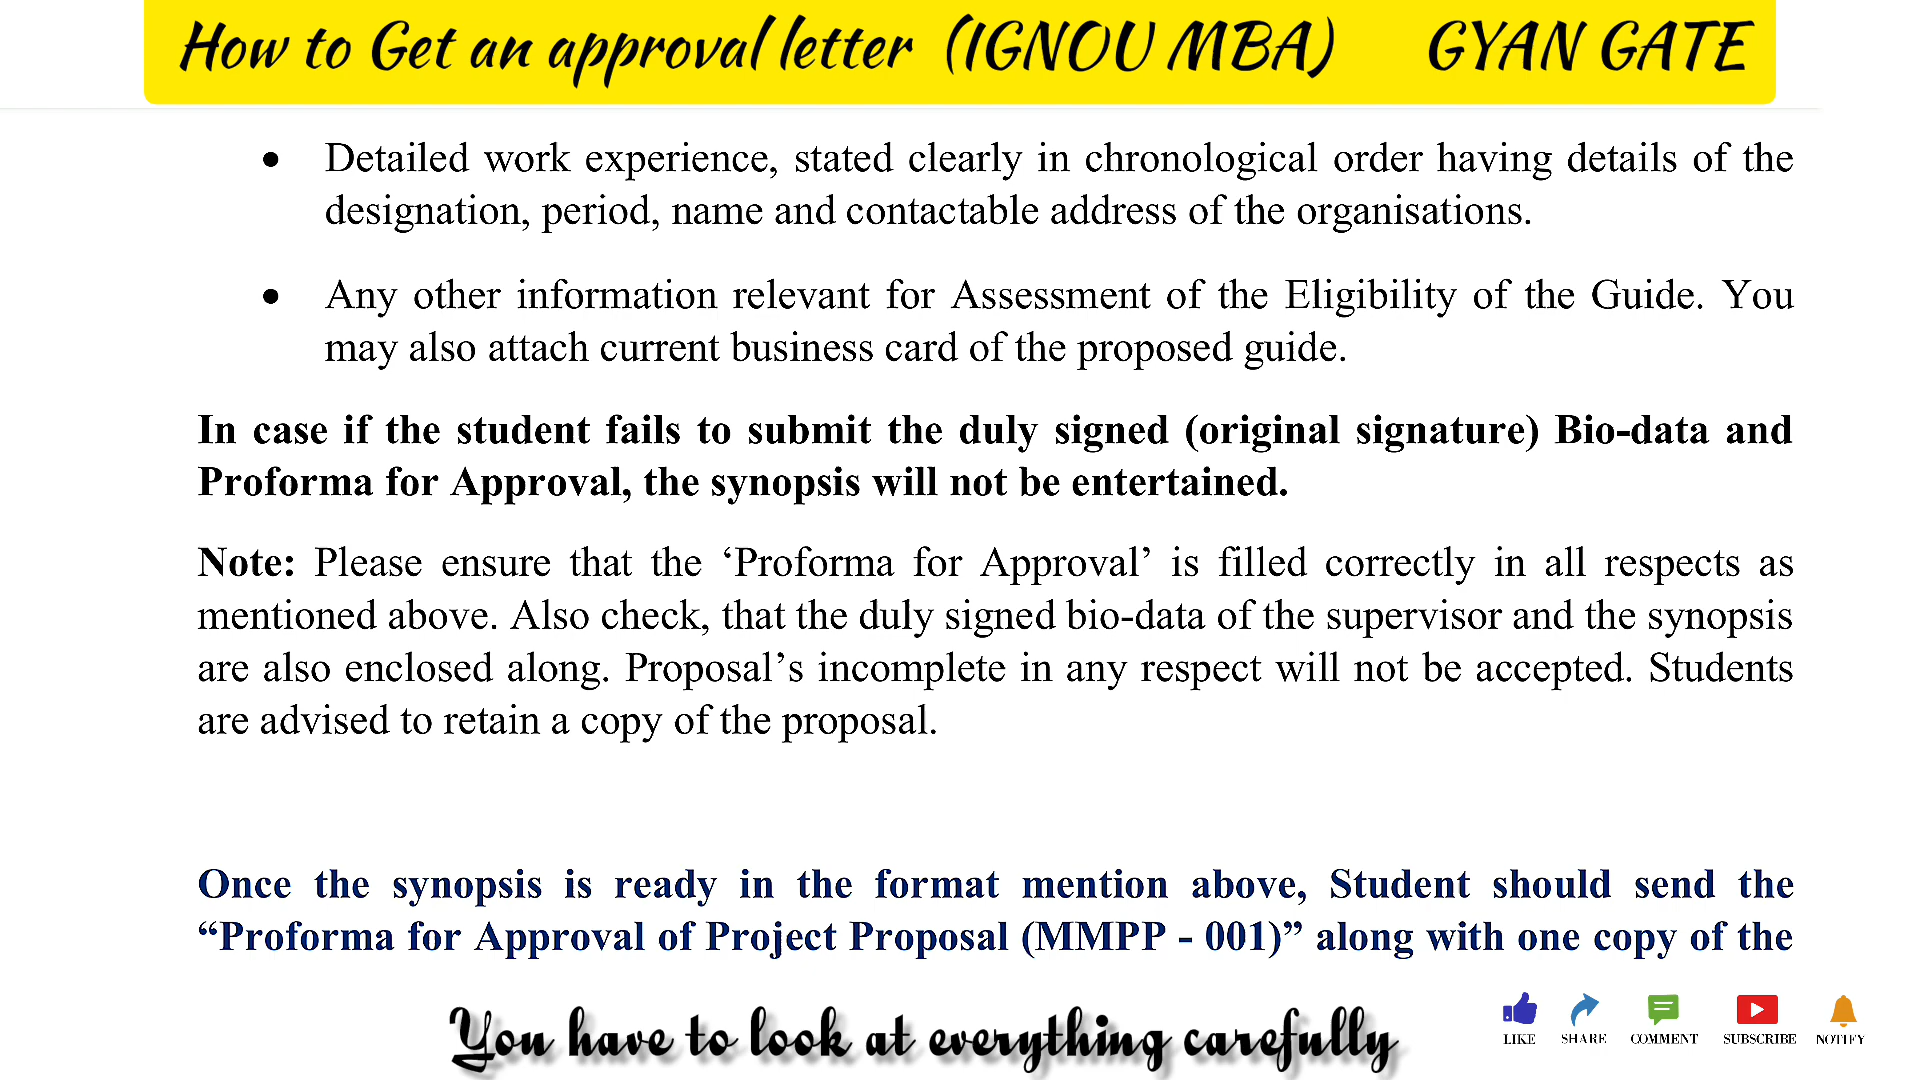 How to Get an approval letter (IGNOU MBA) GYAN GATE
• Detailed work experience, stated clearly in chronological order having details of the
designation, period, name and contactable address of the organisations.
• Any other information relevant for Assessment of the Eligibility of the Guide. You
may also attach current business card of the proposed guide.
In case if the student fails to submit the duly signed (original signature) Bio-data and
Proforma for Approval, the synopsis will not be entertained.
Note: Please ensure that the ‘Proforma for Approval’ is filled correctly in all respects as
mentioned above. Also check, that the duly signed bio-data of the supervisor and the synopsis
are also enclosed along. Proposal’s incomplete in any respect will not be accepted. Students
are advised to retain a copy of the proposal.
Once the synopsis is ready in the format mention above, Student should send the
“Proforma for Approval of Project Proposal (MMPP - 001)” along with one copy of the
You have to look at everything carefully
LIKE SHARE COMMENT SUBSCRIBE NOTIFY